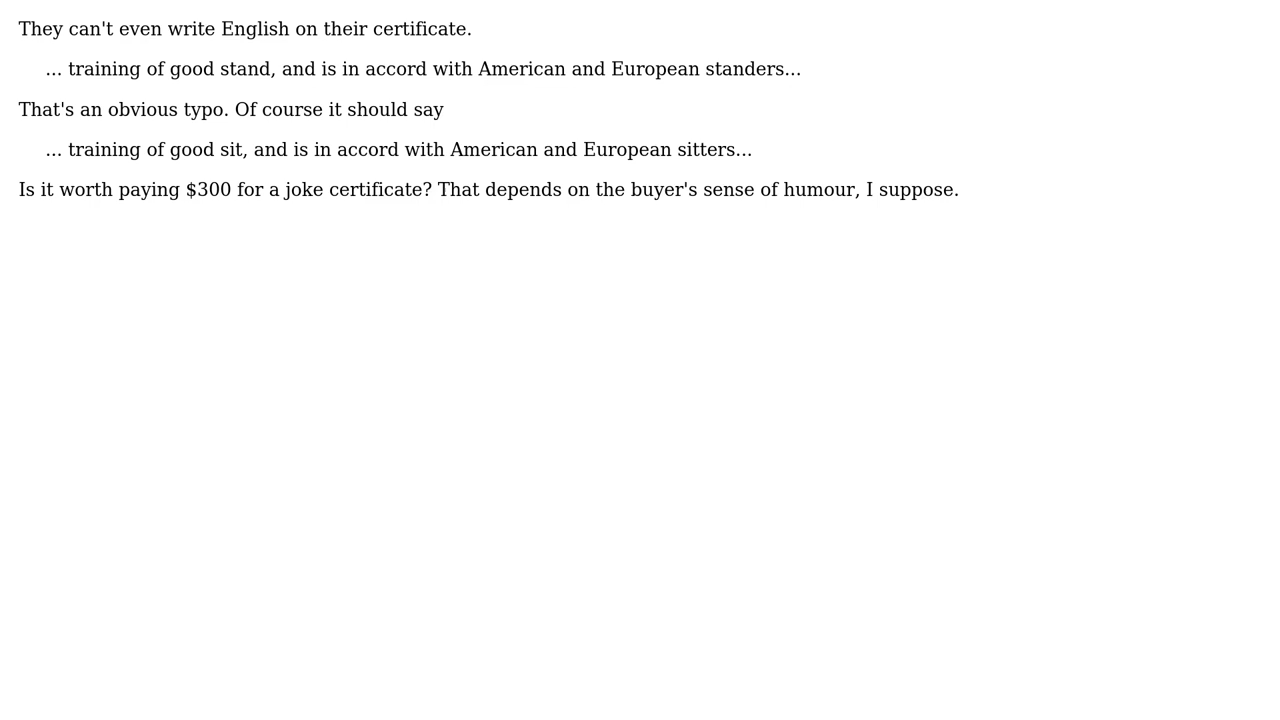 They can't even write English on their certificate.
... training of good stand, and is in accord with American and European standers...
That's an obvious typo. Of course it should say
... training of good sit, and is in accord with American and European sitters...
Is it worth paying $300 for a joke certificate? That depends on the buyer's sense of humour, I suppose.